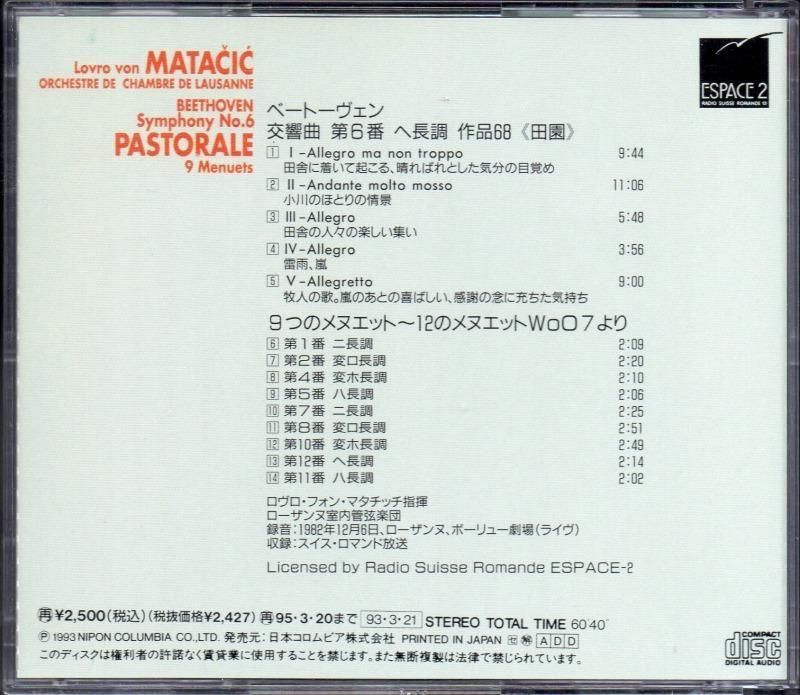 Lovro von MATAČIĆ
ORCHESTRE DE CHAMBRE DE LAUSANNE
BEETHOVEN
Symphony No.6
PASTORALE
9 Menuets
ESPACE 2
RADIO SUISSE ROMANDE
ベートーヴェン
交響曲 第6番 ヘ長調 作品68《田園》
1 I-Allegro ma non troppo 9:44
田舎に着いて起こる、晴ればれとした気分の目覚め
2 II-Andante molto mosso 11:06
小川のほとりの情景
3 III-Allegro 5:48
田舎の人々の楽しい集い
4 IV-Allegro 3:56
雷雨、嵐
5 V-Allegretto 9:00
牧人の歌。嵐のあとの喜ばしい、感謝の念に充ちた気持ち
9つのメヌエット〜12のメヌエットWoO7より
6 第1番 ニ長調 2:09
7 第2番 変ロ長調 2:20
8 第4番 変ホ長調 2:10
9 第5番 ハ長調 2:06
10 第7番 ニ長調 2:25
11 第8番 変ロ長調 2:51
12 第10番 変ホ長調 2:49
13 第12番 ヘ長調 2:14
14 第11番 ハ長調 2:02
ロヴロ・フォン・マタチッチ指揮
ローザンヌ室内管弦楽団
録音:1982年12月6日、ローザンヌ、ボーリュー劇場(ライヴ)
収録:スイス・ロマンド放送
Licensed by Radio Suisse Romande ESPACE-2
再¥2,500(税込)(税抜価格¥2,427) 再95・3・20まで 93・3・21 STEREO TOTAL TIME 60'40"
Ⓟ1993 NIPON COLUMBIA CO.,LTD. 発売元:日本コロムビア株式会社 PRINTED IN JAPAN ADD
このディスクは権利者の許諾なく賃貸業に使用することを禁じます。また無断複製は法律で禁じられています。
COMPACT
disc
DIGITAL AUDIO